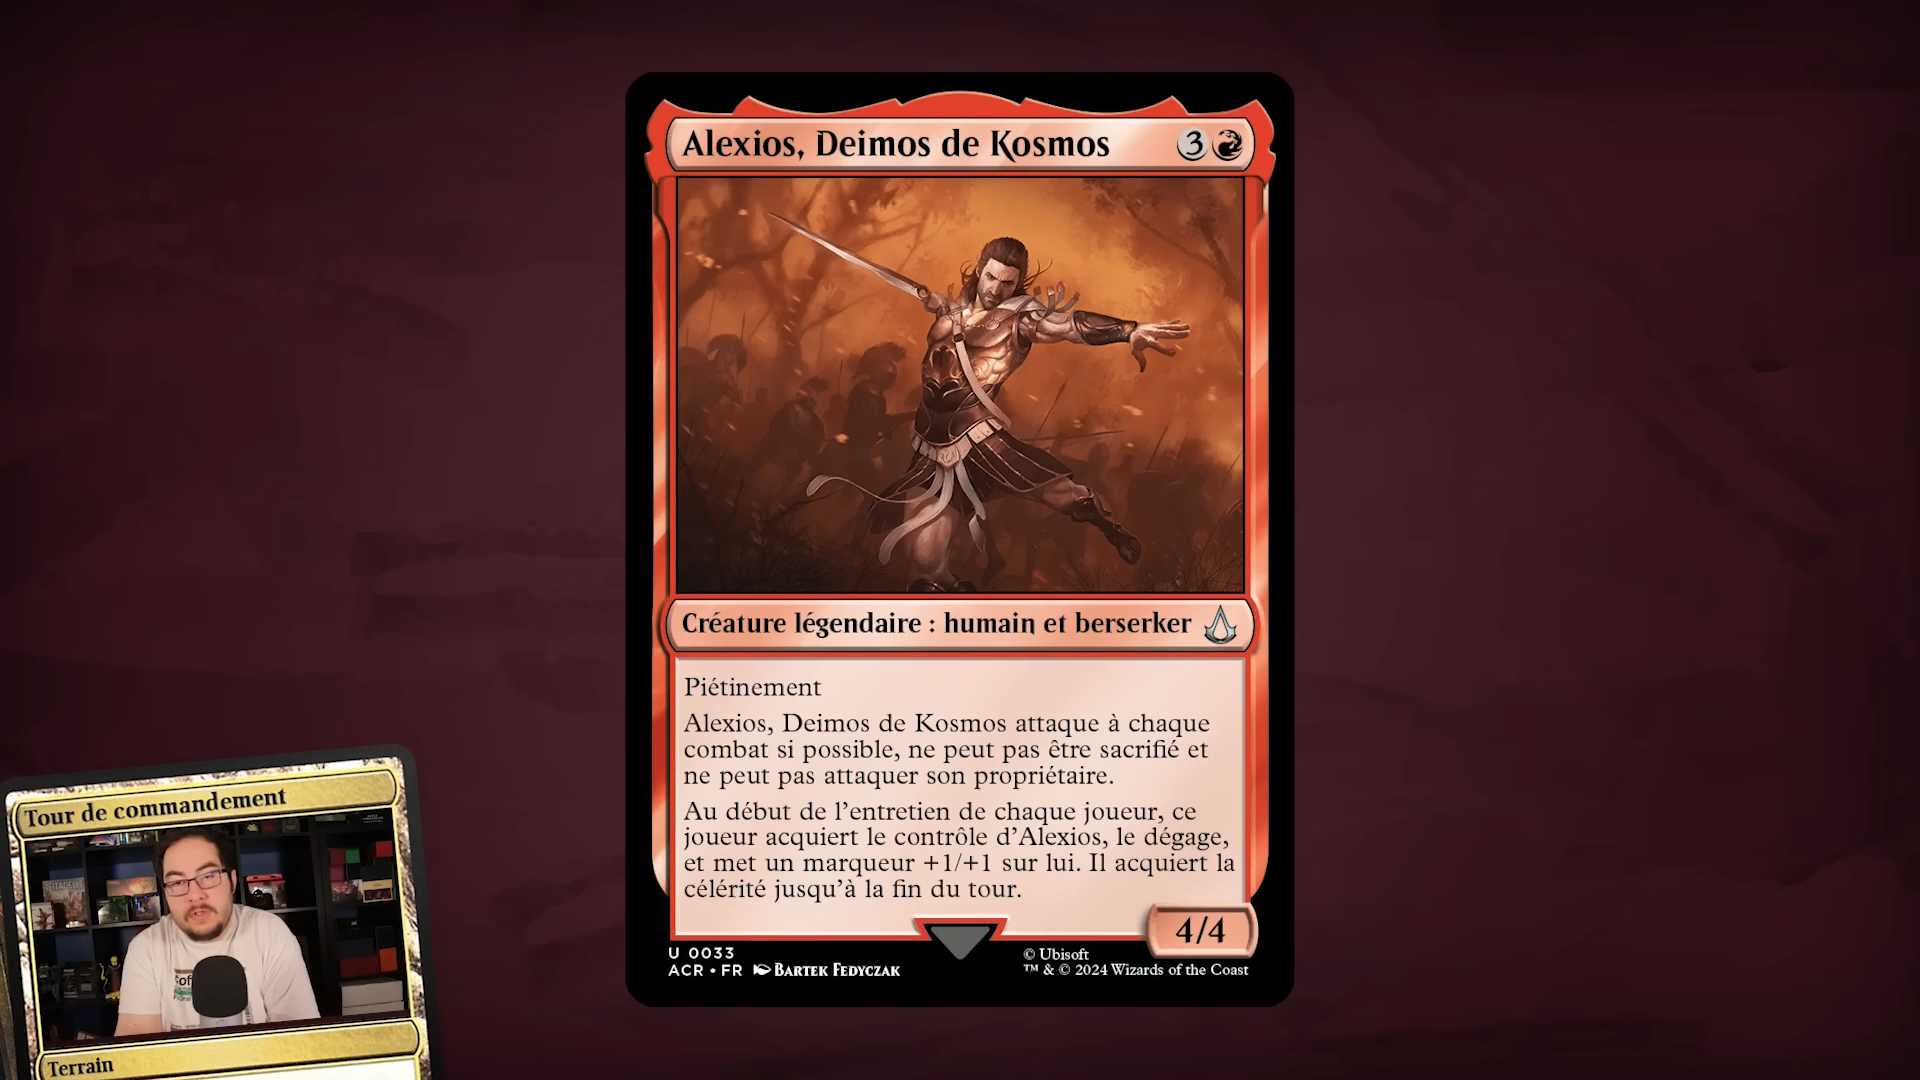 Alexios, Deimos de Kosmos
3
Créature légendaire : humain et berserker
Piétinement
Alexios, Deimos de Kosmos attaque à chaque
combat si possible, ne peut pas être sacrifié et
ne peut pas attaquer son propriétaire.
Au début de l'entretien de chaque joueur, ce
joueur acquiert le contrôle d'Alexios, le dégage,
et met un marqueur +1/+1 sur lui. Il acquiert la
célérité jusqu'à la fin du tour.
4/4
U 0033
ACR • FR Bartek Fedyczak
© Ubisoft
™ & © 2024 Wizards of the Coast
Tour de commandement
Terrain